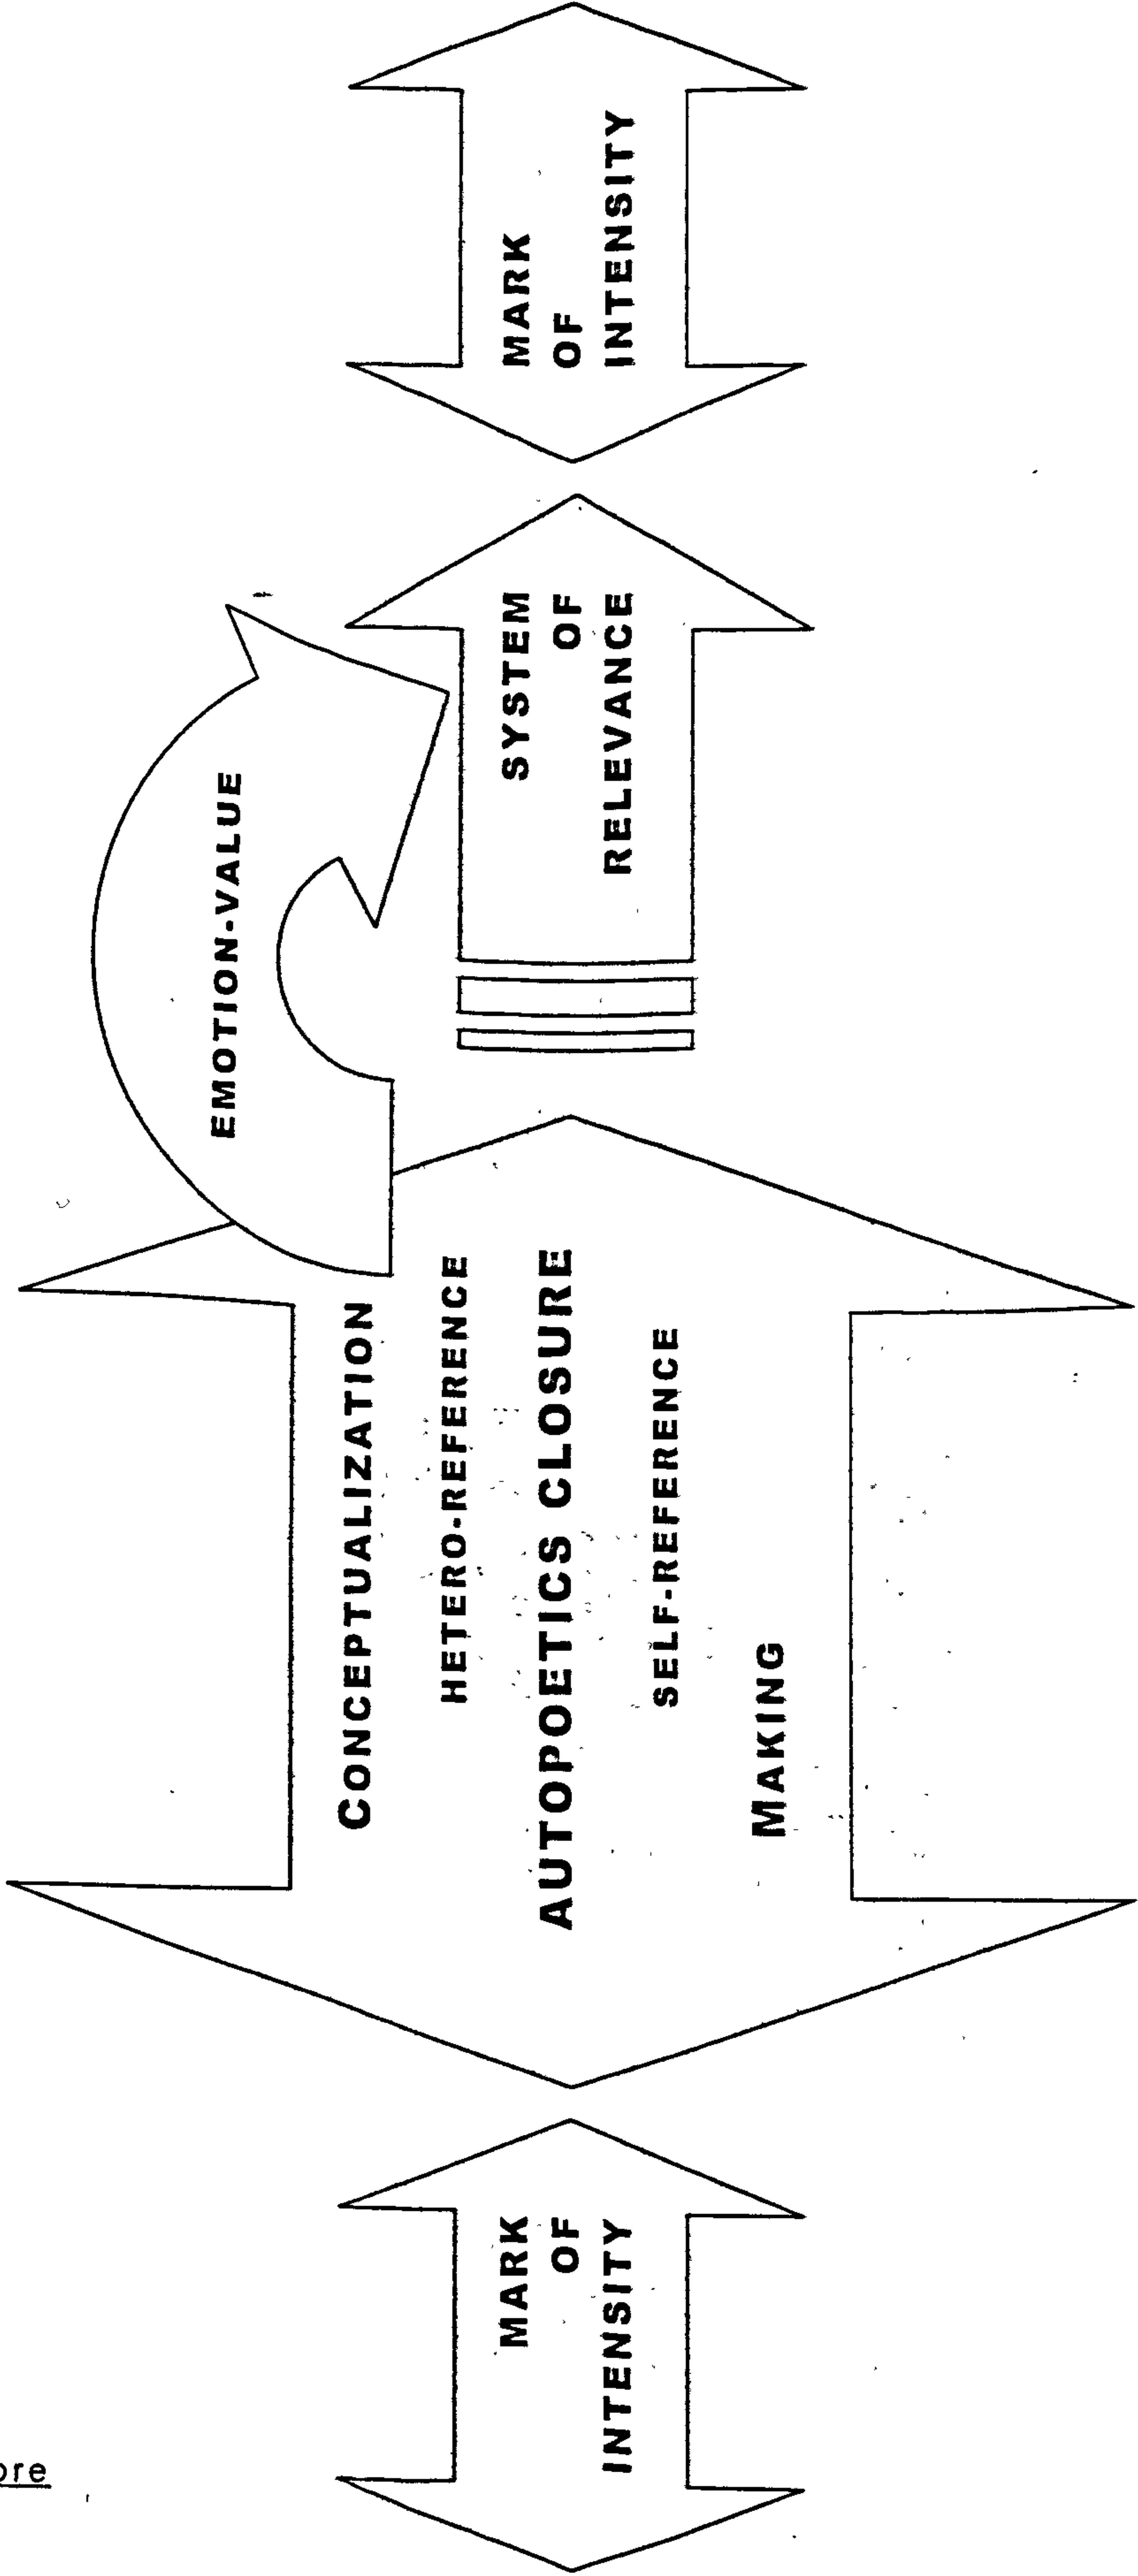 MARK
OF
INTENSITY
CONCEPTUALIZATION
HETERO-REFERENCE
AUTOPOETICS CLOSURE
SELF-REFERENCE
MAKING
EMOTION-VALUE
SYSTEM
OF
RELEVANCE
MARK
OF
INTENSITY
ore